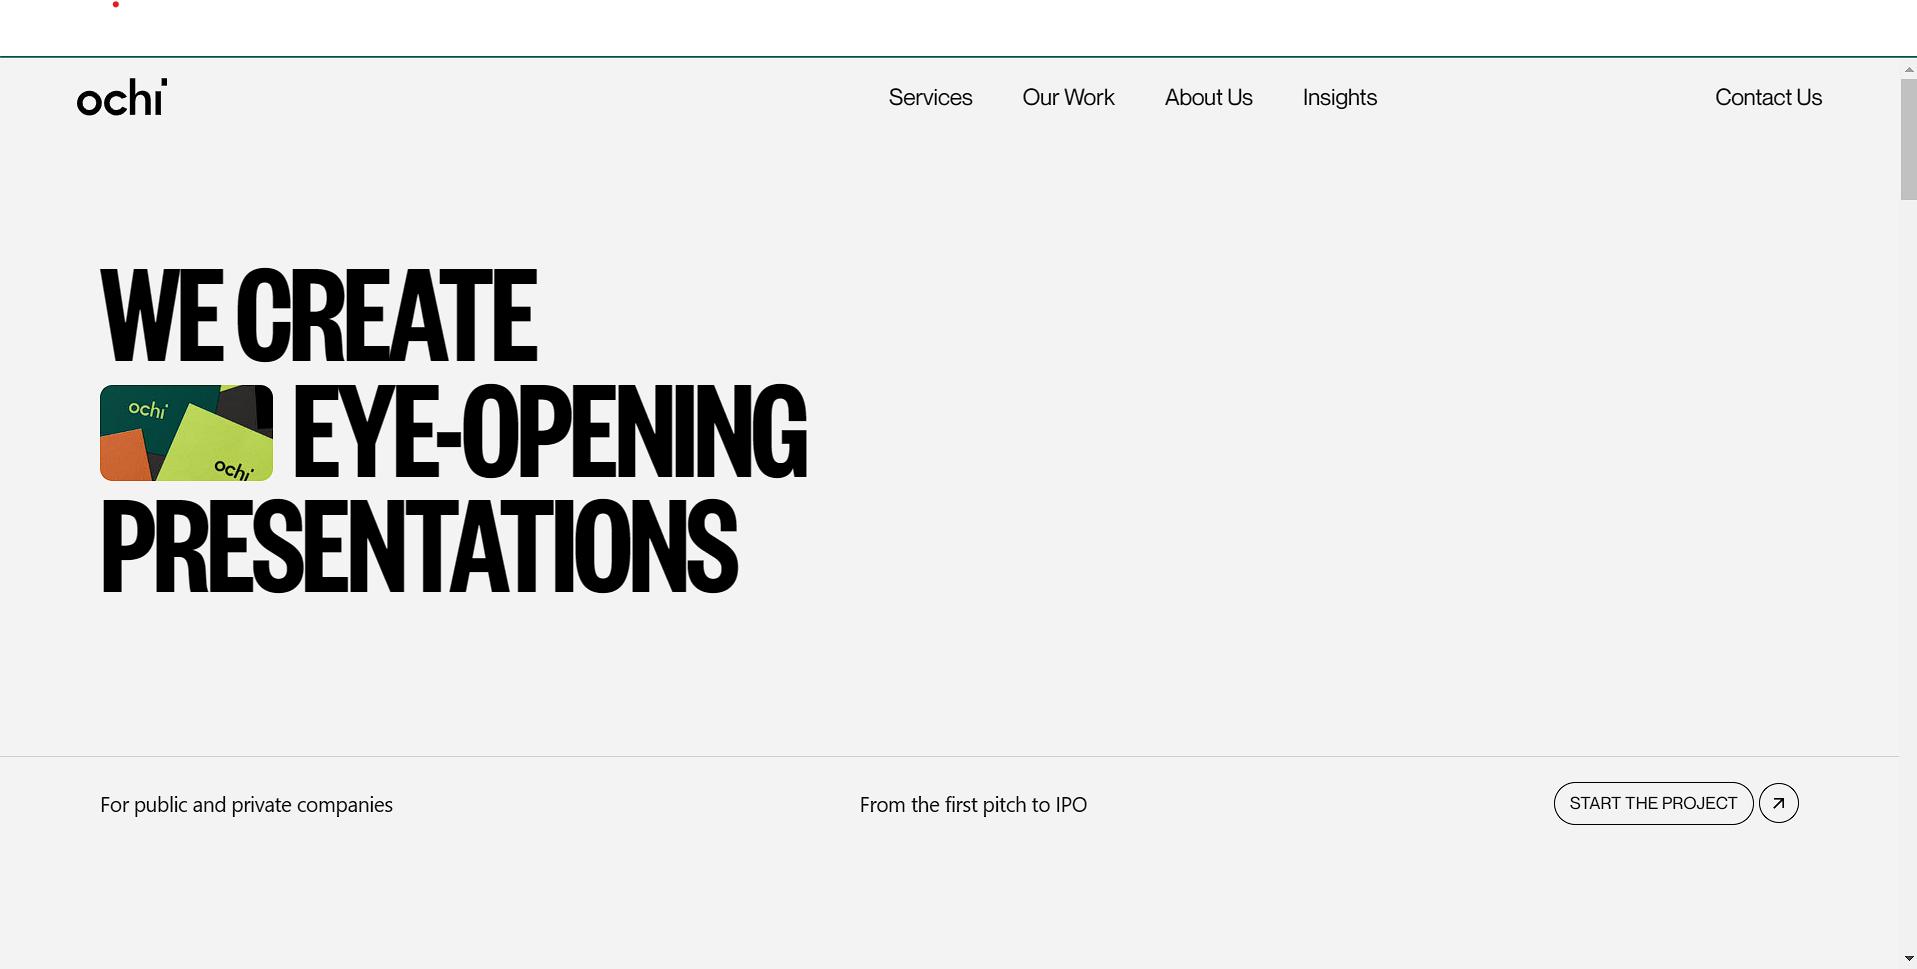 ochi
Services Our Work About Us Insights Contact Us
WE CREATE
ochi
ochi
EYE-OPENING
PRESENTATIONS
For public and private companies From the first pitch to IPO START THE PROJECT